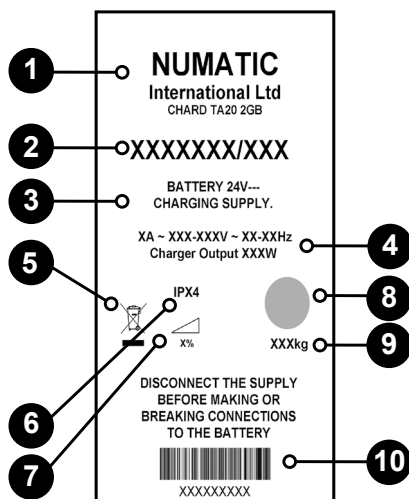 1
NUMATIC
International Ltd
CHARD TA20 2GB
2
XXXXXXX/XXX
3
BATTERY 24V---
CHARGING SUPPLY.
4
XA ~ XXX-XXXV ~ XX-XXHz
Charger Output XXXW
5
IPX4
8
X%
XXXkg
9
6
DISCONNECT THE SUPPLY
BEFORE MAKING OR
BREAKING CONNECTIONS
TO THE BATTERY
7
10
XXXXXXXXX